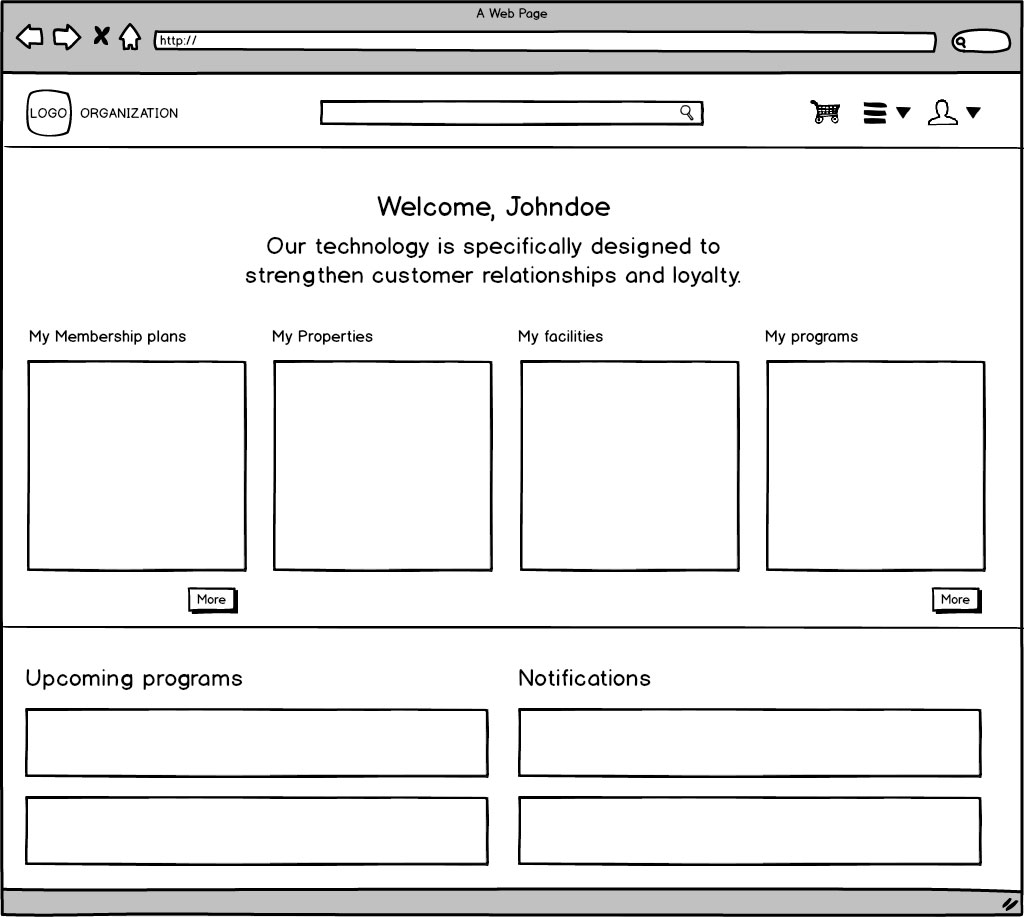 A Web Page
http://
LOGO ORGANIZATION
Welcome, Johndoe
Our technology is specifically designed to
strengthen customer relationships and loyalty.
My Membership plans
My Properties
My facilities
My programs
More
More
Upcoming programs
Notifications